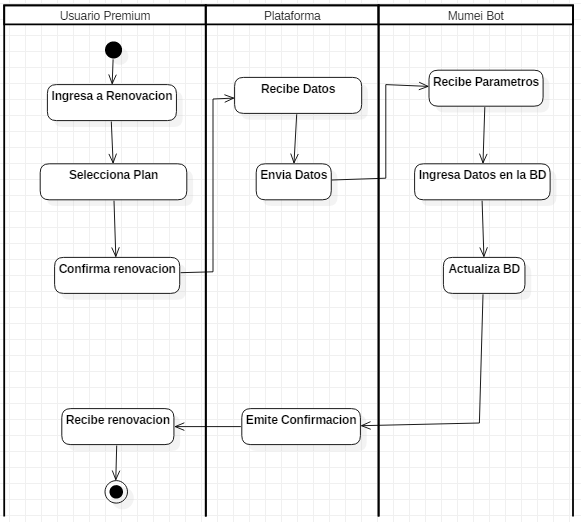 Usuario Premium
Plataforma
Mumei Bot
Ingresa a Renovacion
Selecciona Plan
Confirma renovacion
Recibe Datos
Envia Datos
Recibe Parametros
Ingresa Datos en la BD
Actualiza BD
Emite Confirmacion
Recibe renovacion